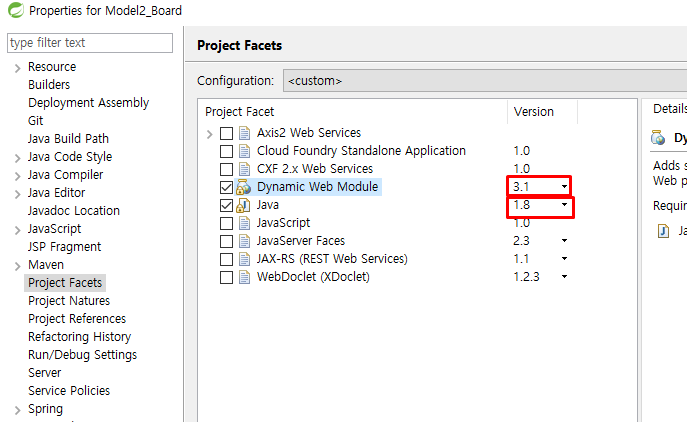 Properties for Model2_Board
type filter text
Resource
Builders
Deployment Assembly
Git
Java Build Path
Java Code Style
Java Compiler
Java Editor
Javadoc Location
JavaScript
JSP Fragment
Maven
Project Facets
Project Natures
Project References
Refactoring History
Run/Debug Settings
Server
Service Policies
Spring
Project Facets
Configuration: <custom>
Project Facet Version
Axis2 Web Services
Cloud Foundry Standalone Application 1.0
CXF 2.x Web Services 1.0
Dynamic Web Module 3.1
Java 1.8
JavaScript 1.0
JavaServer Faces 2.3
JAX-RS (REST Web Services) 1.1
WebDoclet (XDoclet) 1.2.3
Details
Dy
Adds s
Web p
Requir
Ja